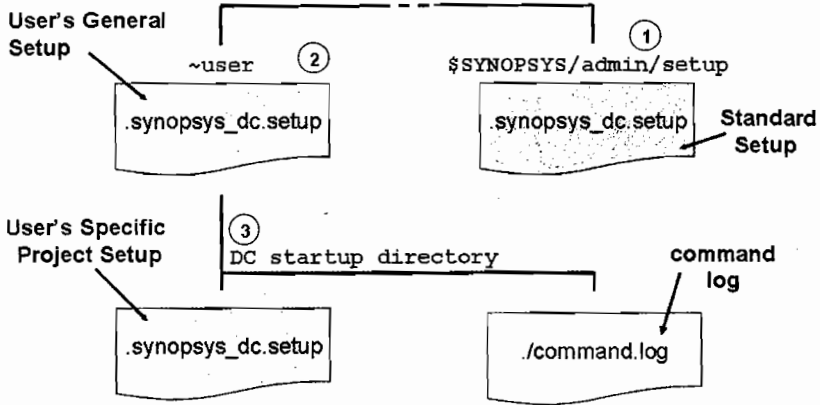 User's General
Setup
~user
2
1
$SYNOPSYS/admin/setup
.synopsys_dc.setup
.synopsys_dc.setup
Standard
Setup
User's Specific
Project Setup
3
DC startup directory
command
log
.synopsys_dc.setup
./command.log